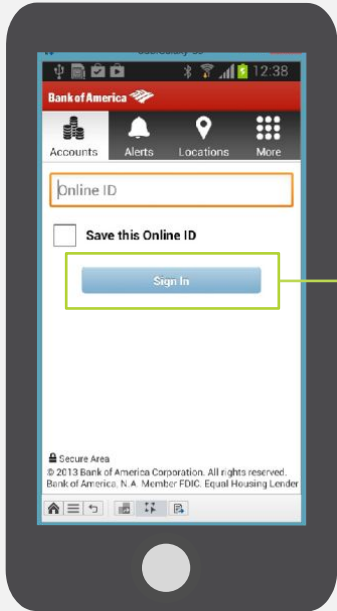 12:38
Bank of America
Accounts Alerts Locations More
Online ID
Save this Online ID
Sign In
Secure Area
© 2013 Bank of America Corporation. All rights reserved.
Bank of America, N.A. Member FDIC. Equal Housing Lender